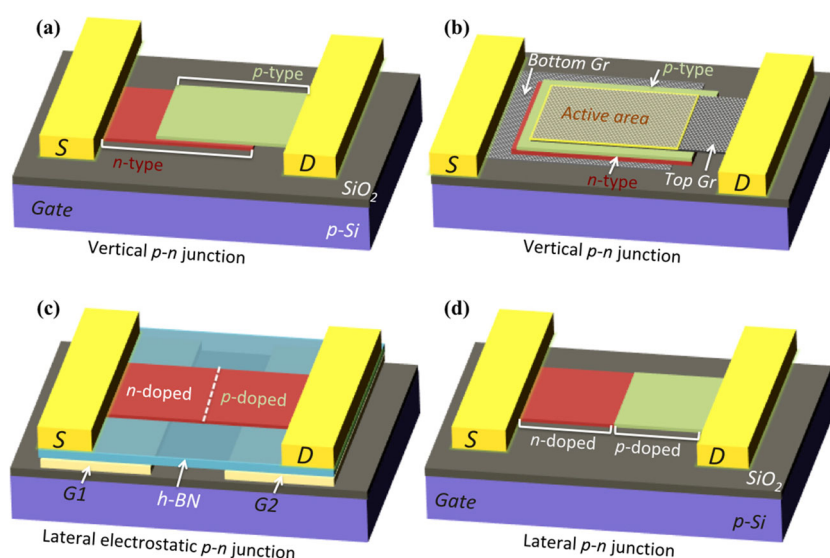 (a)
p-type
S
n-type
D
SiO2
Gate
p-Si
Vertical p-n junction
(b)
Bottom Gr
p-type
Active area
S
n-type
Top Gr
D
Vertical p-n junction
(c)
n-doped
p-doped
S
D
G1
h-BN
G2
Lateral electrostatic p-n junction
(d)
S
n-doped
p-doped
D
SiO2
Gate
p-Si
Lateral p-n junction